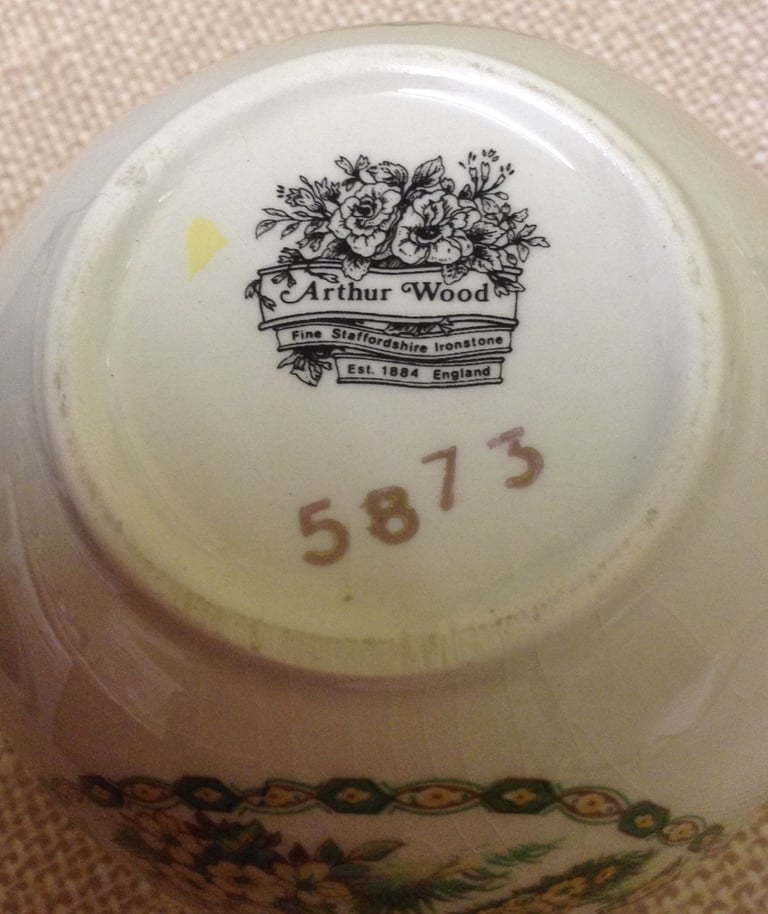 Arthur Wood
Fine Staffordshire Ironstone
Est. 1884 England
5873